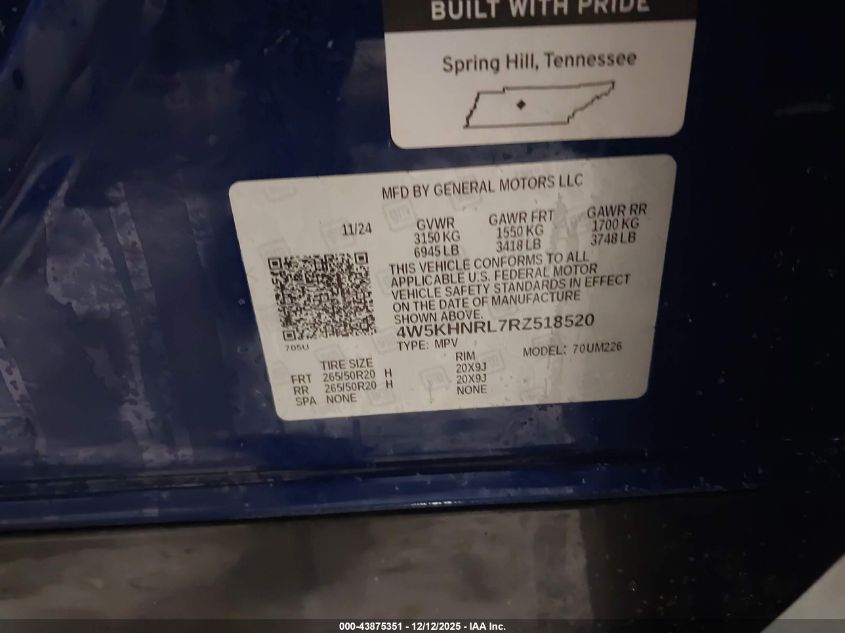 BUILT WITH PRIDE
Spring Hill, Tennessee
MFD BY GENERAL MOTORS LLC
11/24
GVWR
3150 KG
6945 LB
GAWR FRT
1550 KG
3418 LB
GAWR RR
1700 KG
3748 LB
THIS VEHICLE CONFORMS TO ALL
APPLICABLE U.S. FEDERAL MOTOR
VEHICLE SAFETY STANDARDS IN EFFECT
ON THE DATE OF MANUFACTURE
SHOWN ABOVE.
4W5KHNRL7RZ518520
705U
TYPE: MPV
MODEL: 70UM226
TIRE SIZE
RIM
FRT 265/50R20 H 20X9J
RR 265/50R20 H 20X9J
SPA NONE NONE
000-43875351 - 12/12/2025 - IAA Inc.